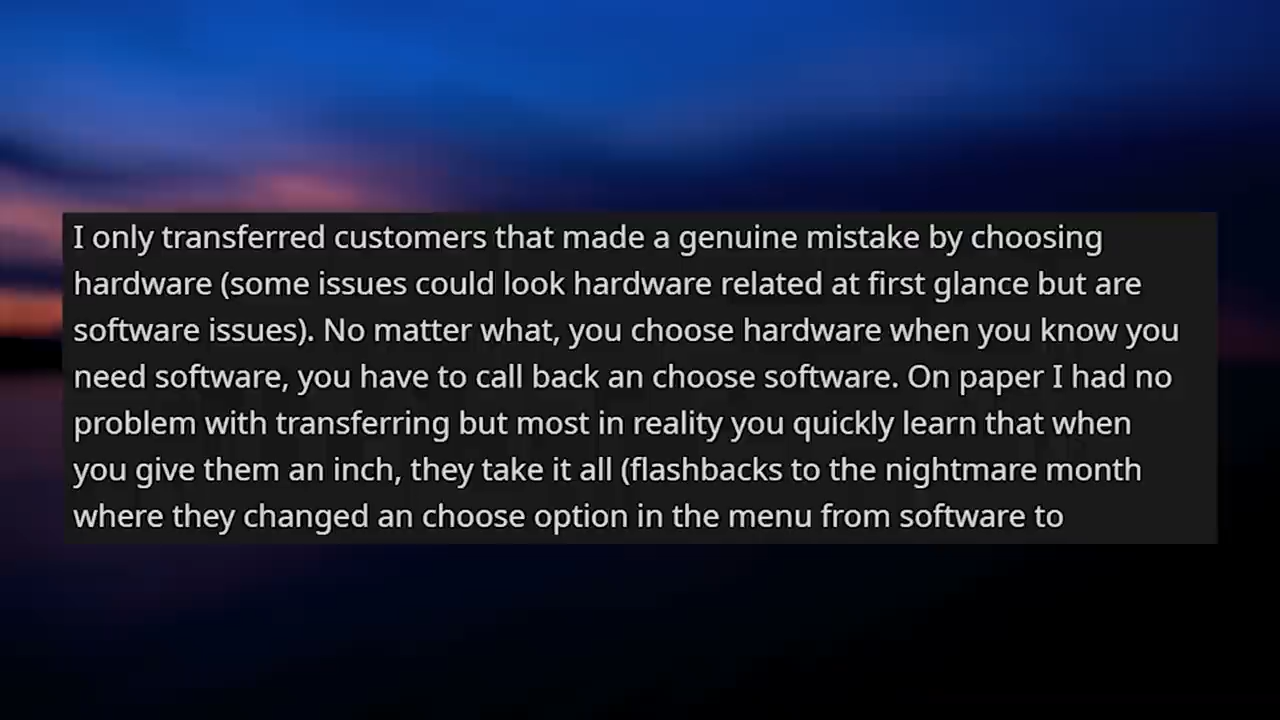 I only transferred customers that made a genuine mistake by choosing
hardware (some issues could look hardware related at first glance but are
software issues). No matter what, you choose hardware when you know you
need software, you have to call back an choose software. On paper I had no
problem with transferring but most in reality you quickly learn that when
you give them an inch, they take it all (flashbacks to the nightmare month
where they changed an choose option in the menu from software to